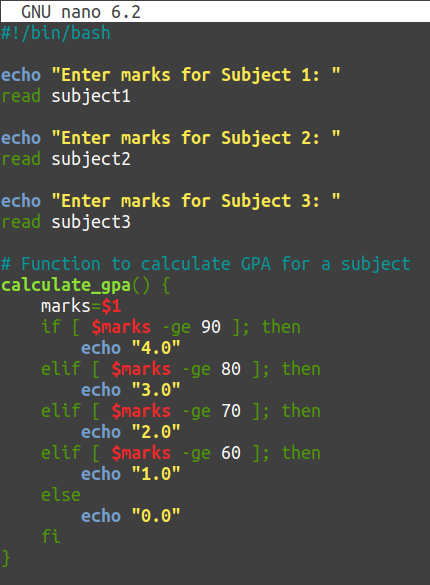 GNU nano 6.2
#!/bin/bash
echo "Enter marks for Subject 1: "
read subject1
echo "Enter marks for Subject 2: "
read subject2
echo "Enter marks for Subject 3: "
read subject3
# Function to calculate GPA for a subject
calculate_gpa() {
    marks=$1
    if [ $marks -ge 90 ]; then
        echo "4.0"
    elif [ $marks -ge 80 ]; then
        echo "3.0"
    elif [ $marks -ge 70 ]; then
        echo "2.0"
    elif [ $marks -ge 60 ]; then
        echo "1.0"
    else
        echo "0.0"
    fi
}